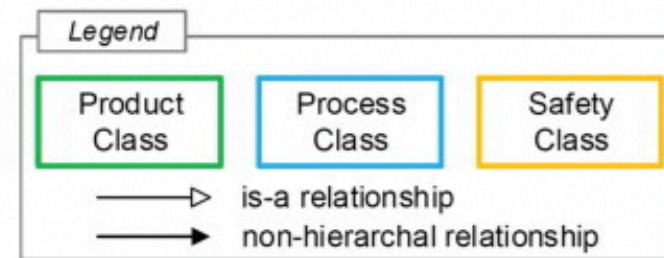 Legend
Product Process Safety
Class Class Class
is-a relationship
non-hierarchal relationship